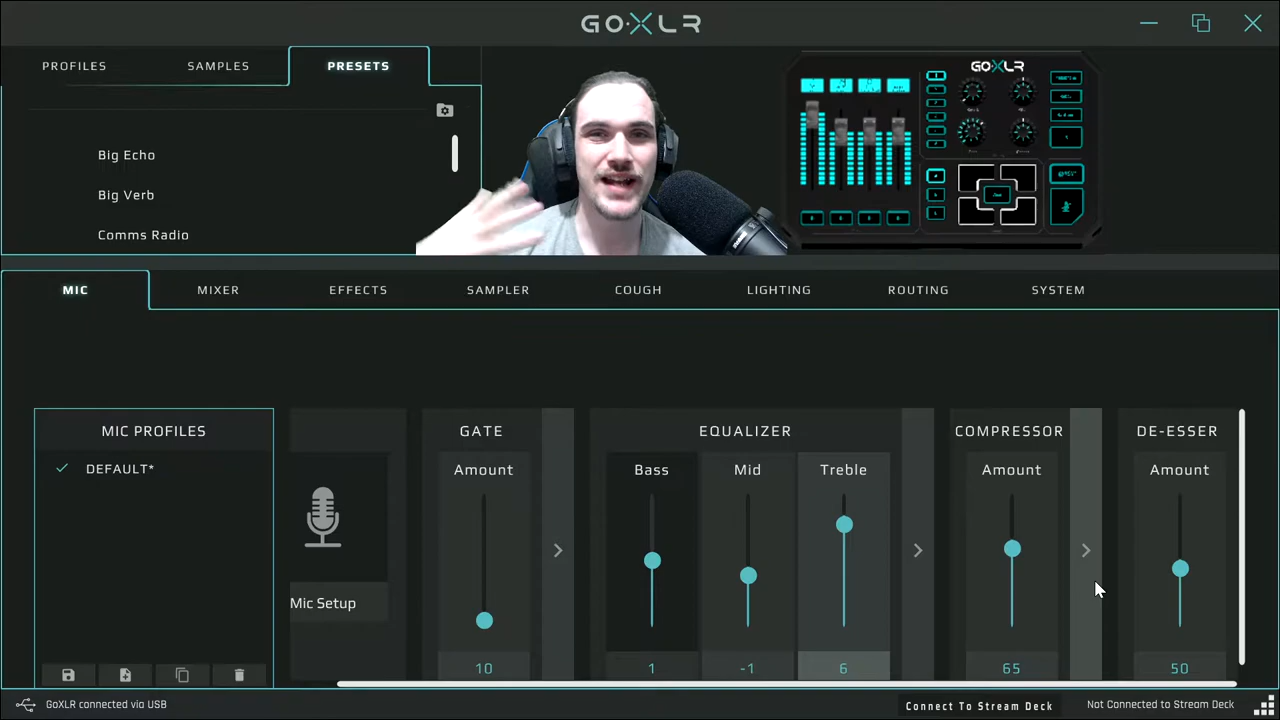 GO·XLR
PROFILES
SAMPLES
PRESETS
Big Echo
Big Verb
Comms Radio
GOXLR
MIC
MIXER
EFFECTS
SAMPLER
COUGH
LIGHTING
ROUTING
SYSTEM
MIC PROFILES
DEFAULT*
Mic Setup
GATE
Amount
10
EQUALIZER
Bass
Mid
Treble
1
-1
6
COMPRESSOR
Amount
65
DE-ESSER
Amount
50
GoXLR connected via USB
Connect To Stream Deck
Not Connected to Stream Deck